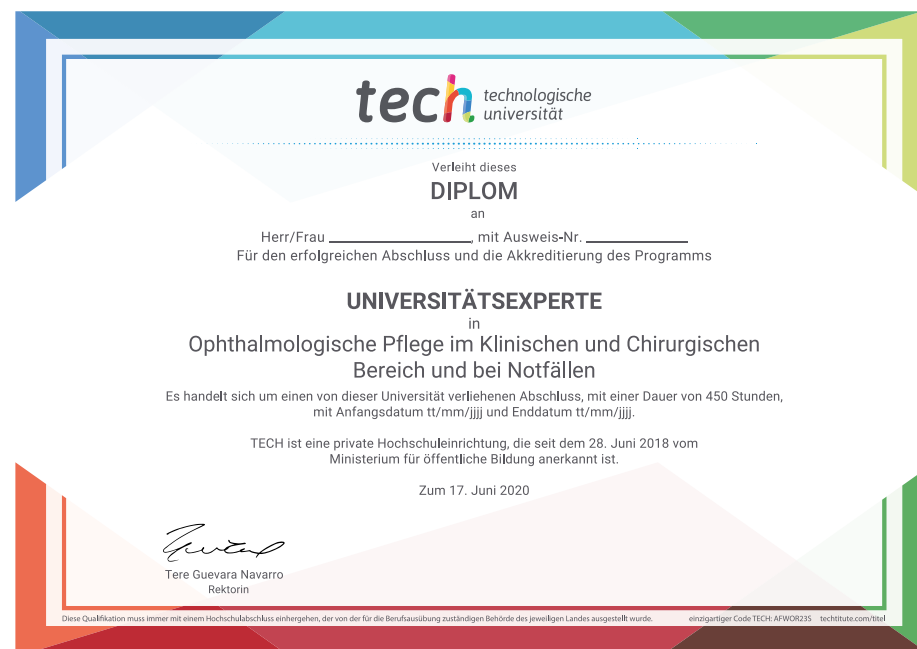 tech technologische
universität
Verleiht dieses
DIPLOM
an
Herr/Frau ____________________, mit Ausweis-Nr. ______________
Für den erfolgreichen Abschluss und die Akkreditierung des Programms
UNIVERSITÄTSEXPERTE
in
Ophthalmologische Pflege im Klinischen und Chirurgischen
Bereich und bei Notfällen
Es handelt sich um einen von dieser Universität verliehenen Abschluss, mit einer Dauer von 450 Stunden,
mit Anfangsdatum tt/mm/jjjj und Enddatum tt/mm/jjjj.
TECH ist eine private Hochschuleinrichtung, die seit dem 28. Juni 2018 vom
Ministerium für öffentliche Bildung anerkannt ist.
Zum 17. Juni 2020
Tere Guevara Navarro
Rektorin
Diese Qualifikation muss immer mit einem Hochschulabschluss einhergehen, der von der für die Berufsausübung zuständigen Behörde des jeweiligen Landes ausgestellt wurde. einzigartiger Code TECH: AFWOR235 techtitute.com/titel